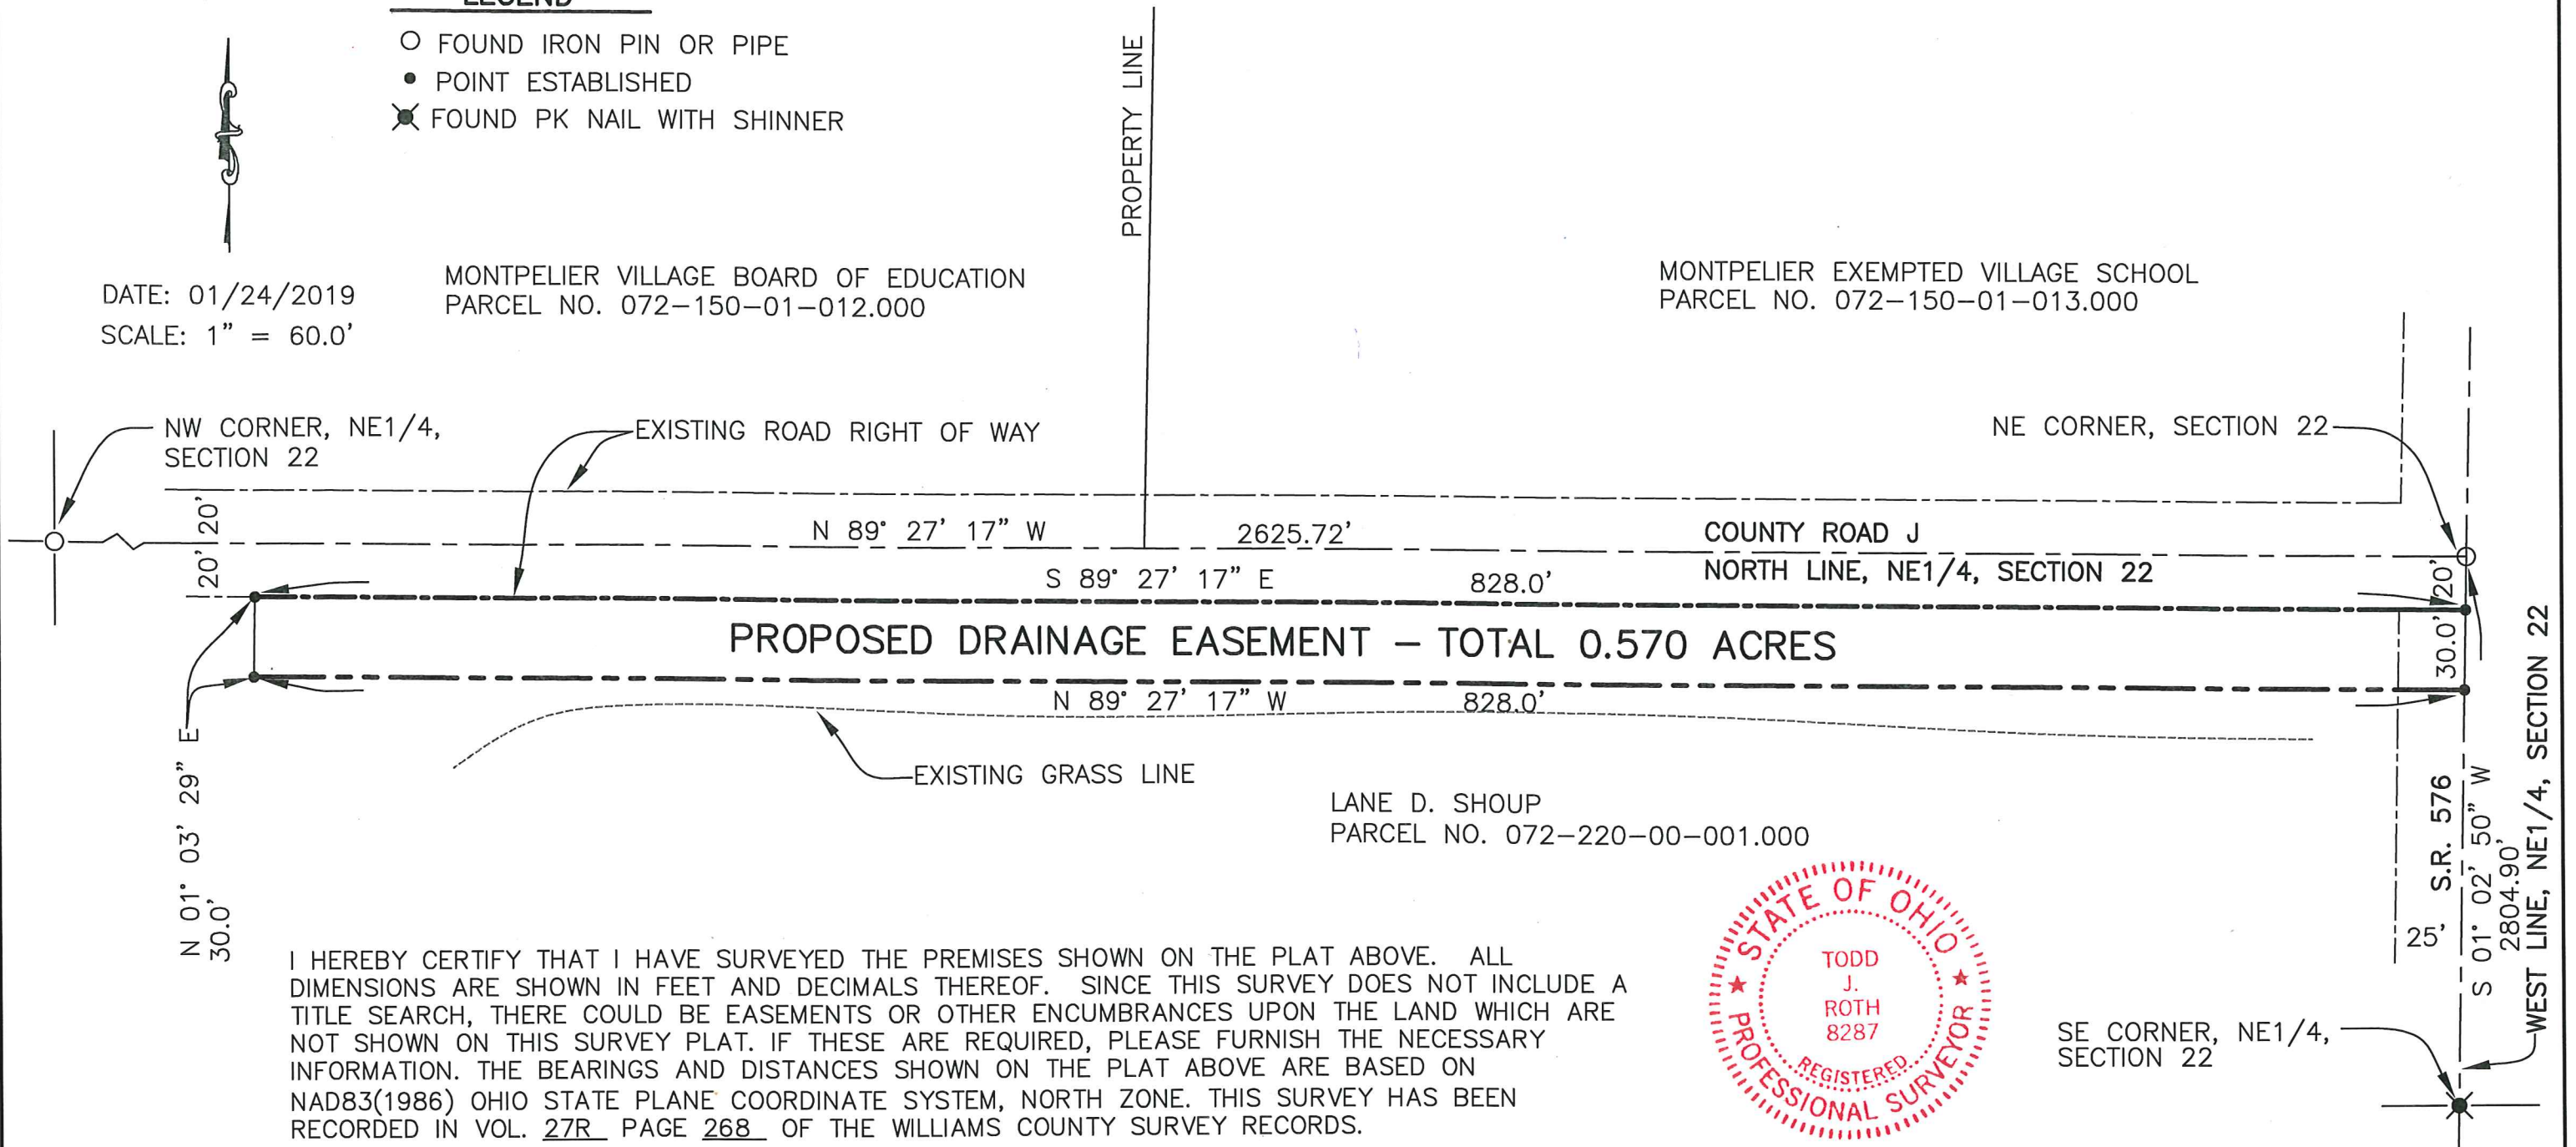 LEGEND
FOUND IRON PIN OR PIPE
POINT ESTABLISHED
FOUND PK NAIL WITH SHINNER
PROPERTY LINE
DATE: 01/24/2019
SCALE: 1" = 60.0'
MONTPELIER VILLAGE BOARD OF EDUCATION
PARCEL NO. 072-150-01-012.000
MONTPELIER EXEMPTED VILLAGE SCHOOL
PARCEL NO. 072-150-01-013.000
NW CORNER, NE1/4,
SECTION 22
EXISTING ROAD RIGHT OF WAY
NE CORNER, SECTION 22
20' 20'
N 89° 27' 17" W 2625.72'
COUNTY ROAD J
NORTH LINE, NE1/4, SECTION 22
S 89° 27' 17" E 828.0'
30.0' 20'
PROPOSED DRAINAGE EASEMENT - TOTAL 0.570 ACRES
N 89° 27' 17" W 828.0'
EXISTING GRASS LINE
N 01° 03' 29" E
30.0'
LANE D. SHOUP
PARCEL NO. 072-220-00-001.000
S.R. 576
25'
S 01° 02' 50" W
2804.90'
WEST LINE, NE1/4, SECTION 22
SE CORNER, NE1/4,
SECTION 22
STATE OF OHIO
TODD
J.
ROTH
8287
REGISTERED
PROFESSIONAL SURVEYOR
I HEREBY CERTIFY THAT I HAVE SURVEYED THE PREMISES SHOWN ON THE PLAT ABOVE. ALL
DIMENSIONS ARE SHOWN IN FEET AND DECIMALS THEREOF. SINCE THIS SURVEY DOES NOT INCLUDE A
TITLE SEARCH, THERE COULD BE EASEMENTS OR OTHER ENCUMBRANCES UPON THE LAND WHICH ARE
NOT SHOWN ON THIS SURVEY PLAT. IF THESE ARE REQUIRED, PLEASE FURNISH THE NECESSARY
INFORMATION. THE BEARINGS AND DISTANCES SHOWN ON THE PLAT ABOVE ARE BASED ON
NAD83(1986) OHIO STATE PLANE COORDINATE SYSTEM, NORTH ZONE. THIS SURVEY HAS BEEN
RECORDED IN VOL. 27R PAGE 268 OF THE WILLIAMS COUNTY SURVEY RECORDS.